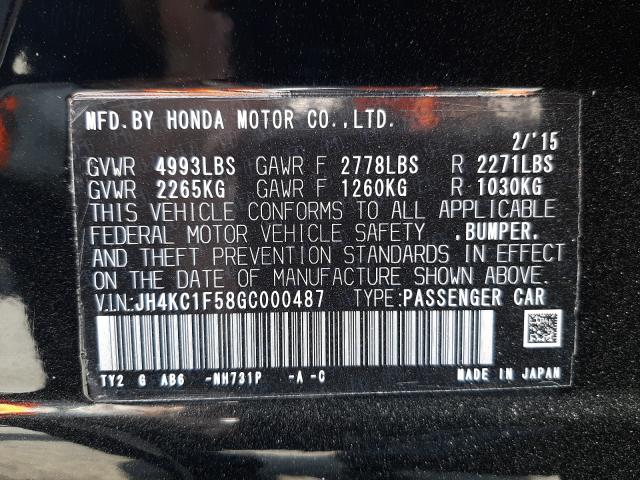 MFD.BY HONDA MOTOR CO.,LTD.
2/'15
GVWR 4993LBS GAWR F 2778LBS R 2271LBS
GVWR 2265KG GAWR F 1260KG R 1030KG
THIS VEHICLE CONFORMS TO ALL APPLICABLE
FEDERAL MOTOR VEHICLE SAFETY ,BUMPER,
AND THEFT PREVENTION STANDARDS IN EFFECT
ON THE DATE OF MANUFACTURE SHOWN ABOVE.
V.I.N:JH4KC1F58GC000487 TYPE:PASSENGER CAR
TY2 G AB6 -NH731P -A -C MADE IN JAPAN